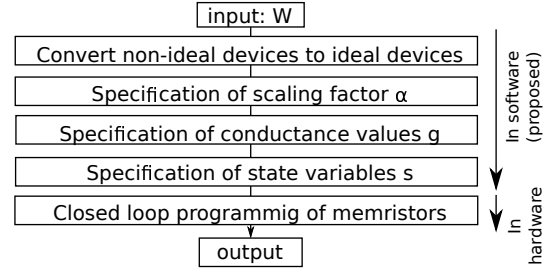 input: W
Convert non-ideal devices to ideal devices
Specification of scaling factor α
Specification of conductance values g
Specification of state variables s
Closed loop programmig of memristors
output
In software
(proposed)
In
hardware